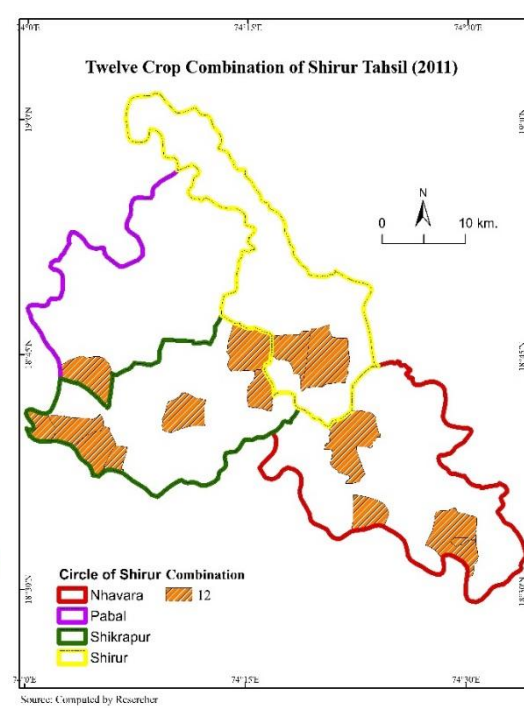 74°0'E 74°15'E 74°30'E
Twelve Crop Combination of Shirur Tahsil (2011)
N
0 10 km.
Circle of Shirur Combination
Nhavara 12
Pabal
Shikrapur
Shirur
74°0'E 74°15'E 74°30'E
Source: Computed by Resercher